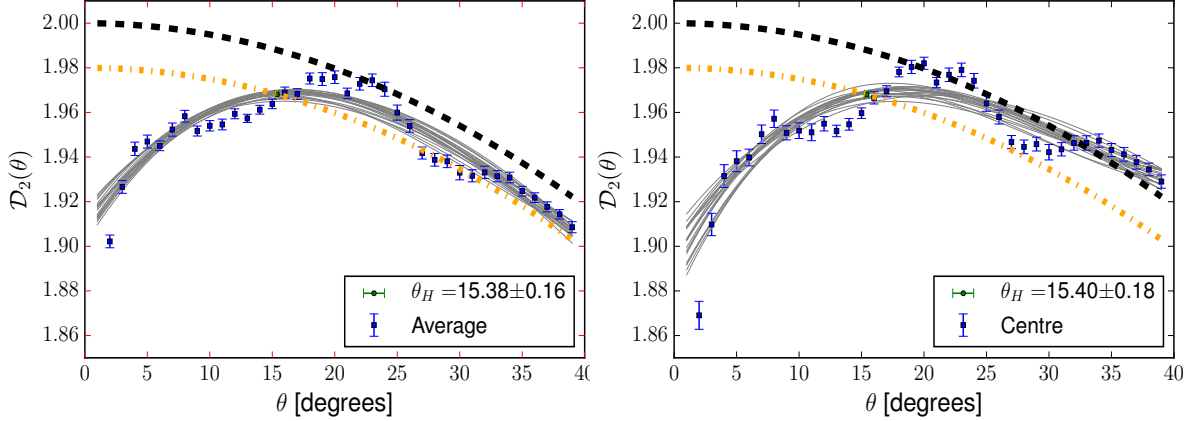 2.00
1.98
1.96
1.94
1.92
1.90
1.88
1.86
𝒟₂(θ)
0 5 10 15 20 25 30 35 40
θ [degrees]
θ_H =15.38±0.16
Average
2.00
1.98
1.96
1.94
1.92
1.90
1.88
1.86
𝒟₂(θ)
0 5 10 15 20 25 30 35 40
θ [degrees]
θ_H =15.40±0.18
Centre